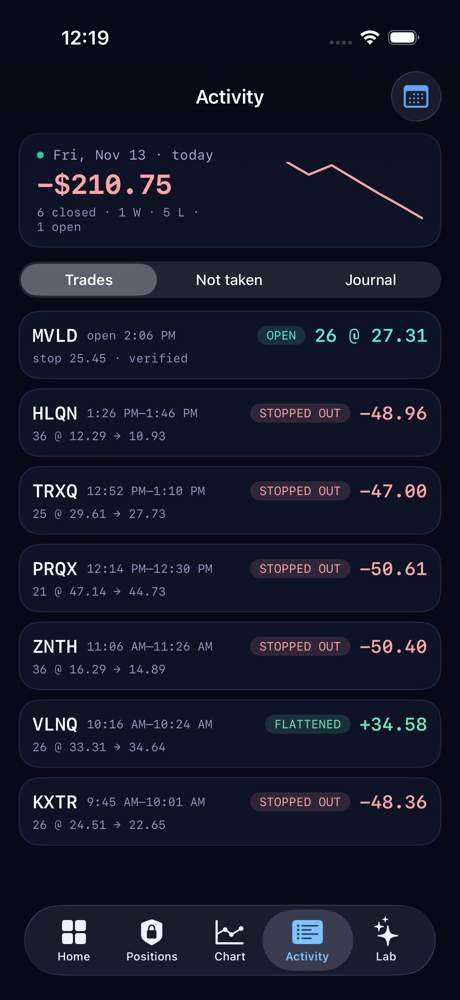 12:19
Activity
Fri, Nov 13 · today
−$210.75
6 closed · 1 W · 5 L ·
1 open
Trades Not taken Journal
MVLD open 2:06 PM OPEN 26 @ 27.31
stop 25.45 · verified
HLQN 1:26 PM–1:46 PM STOPPED OUT −48.96
36 @ 12.29 → 10.93
TRXQ 12:52 PM–1:10 PM STOPPED OUT −47.00
25 @ 29.61 → 27.73
PRQX 12:14 PM–12:30 PM STOPPED OUT −50.61
21 @ 47.14 → 44.73
ZNTH 11:06 AM–11:26 AM STOPPED OUT −50.40
36 @ 16.29 → 14.89
VLNQ 10:16 AM–10:24 AM FLATTENED +34.58
26 @ 33.31 → 34.64
KXTR 9:45 AM–10:01 AM STOPPED OUT −48.36
26 @ 24.51 → 22.65
Home Positions Chart Activity Lab